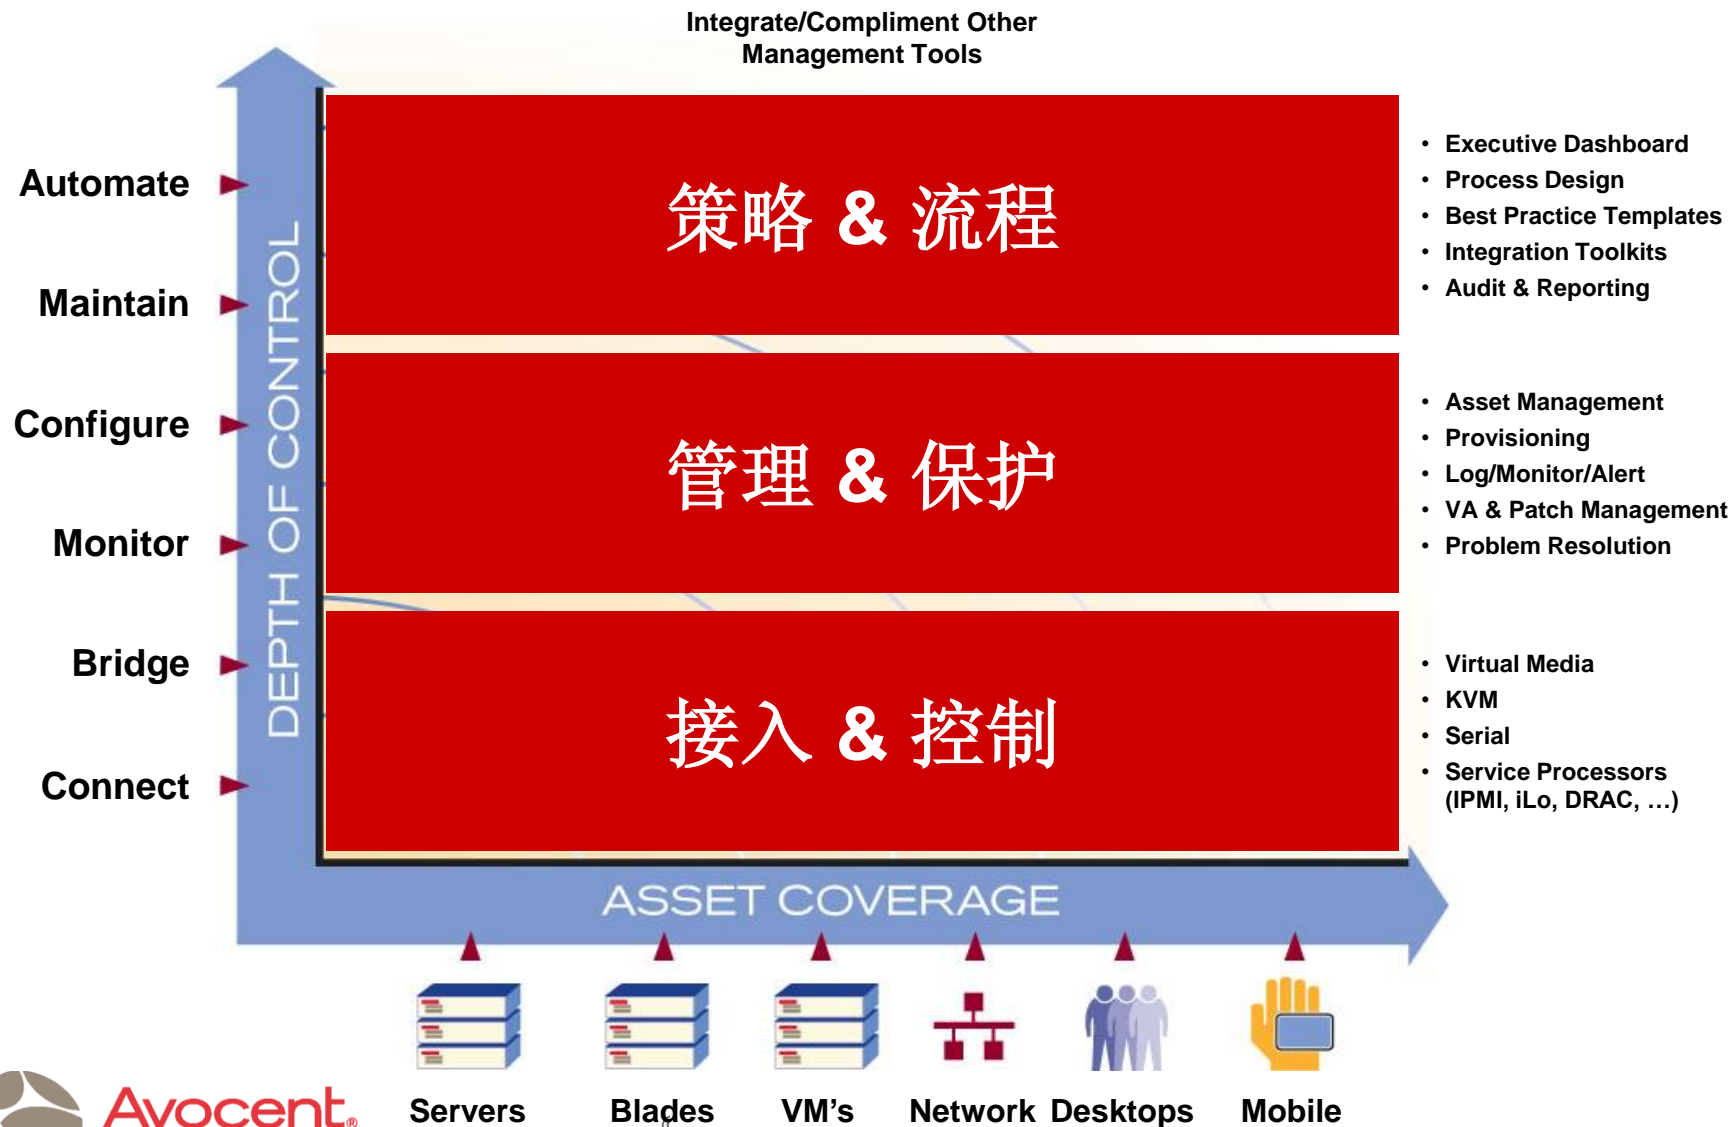 Integrate/Compliment Other
Management Tools
Automate
Maintain
Configure
Monitor
Bridge
Connect
DEPTH OF CONTROL
策略 & 流程
管理 & 保护
接入 & 控制
• Executive Dashboard
• Process Design
• Best Practice Templates
• Integration Toolkits
• Audit & Reporting
• Asset Management
• Provisioning
• Log/Monitor/Alert
• VA & Patch Management
• Problem Resolution
• Virtual Media
• KVM
• Serial
• Service Processors
(IPMI, iLo, DRAC, …)
ASSET COVERAGE
Servers
Blades
VM’s
Network
Desktops
Mobile
Avocent®